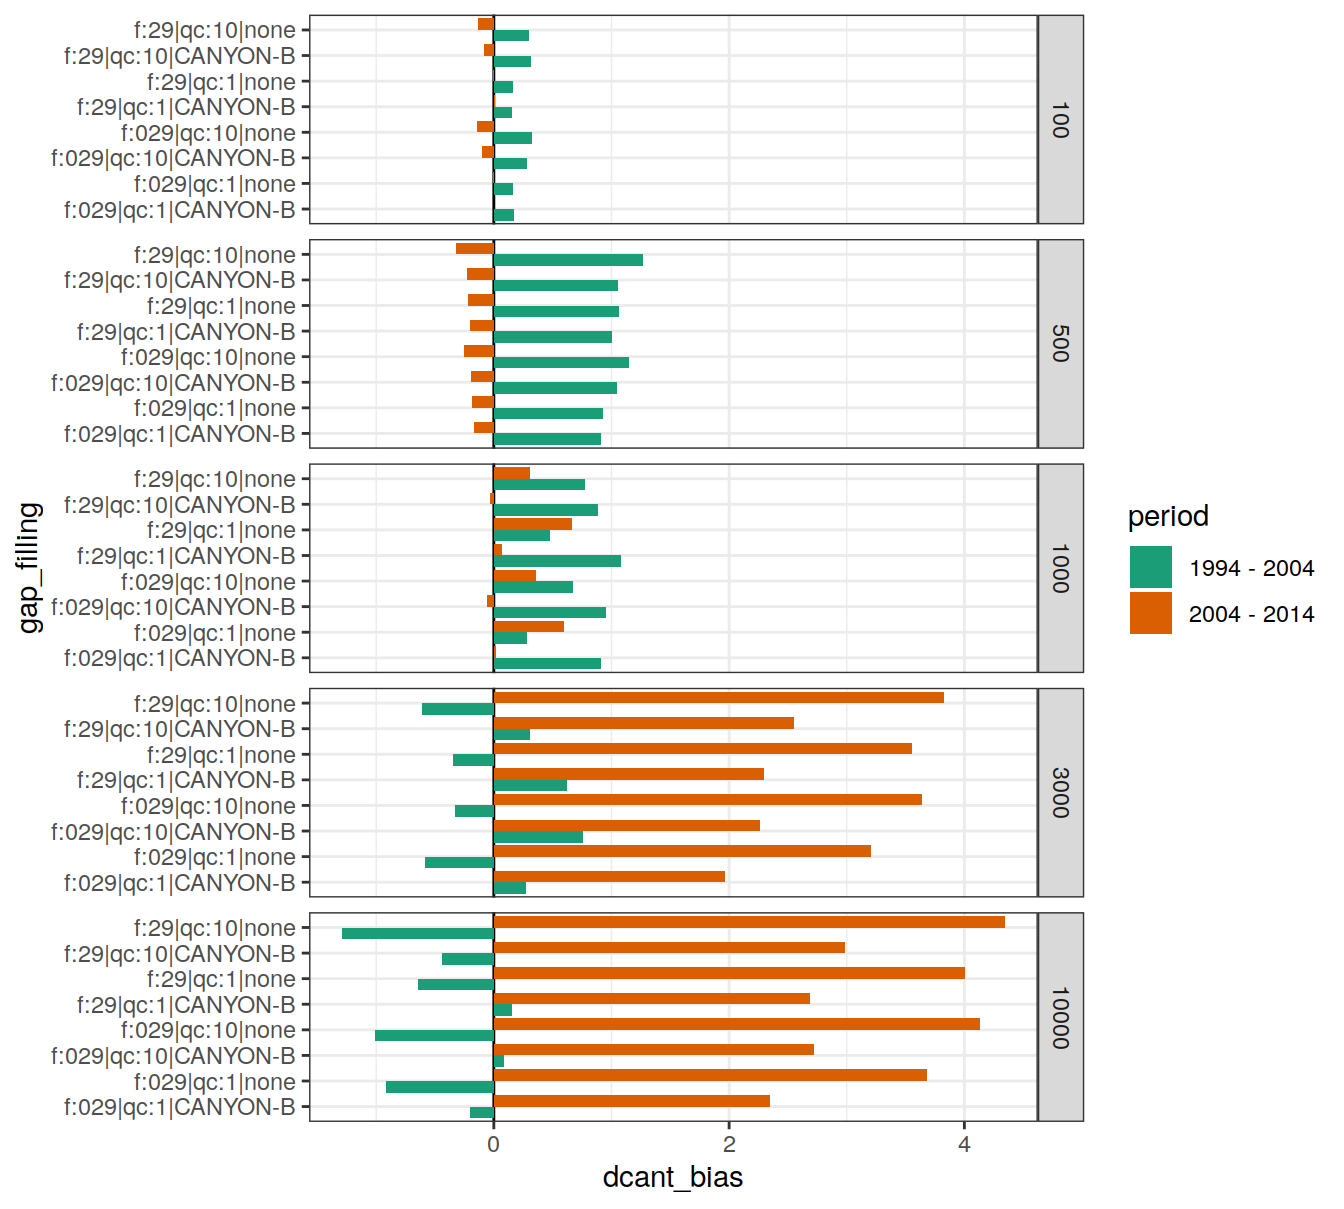 f:29|qc:10|none
f:29|qc:10|CANYON-B
f:29|qc:1|none
f:29|qc:1|CANYON-B
f:029|qc:10|none
f:029|qc:10|CANYON-B
f:029|qc:1|none
f:029|qc:1|CANYON-B
100
f:29|qc:10|none
f:29|qc:10|CANYON-B
f:29|qc:1|none
f:29|qc:1|CANYON-B
f:029|qc:10|none
f:029|qc:10|CANYON-B
f:029|qc:1|none
f:029|qc:1|CANYON-B
500
f:29|qc:10|none
f:29|qc:10|CANYON-B
f:29|qc:1|none
f:29|qc:1|CANYON-B
f:029|qc:10|none
f:029|qc:10|CANYON-B
f:029|qc:1|none
f:029|qc:1|CANYON-B
1000
f:29|qc:10|none
f:29|qc:10|CANYON-B
f:29|qc:1|none
f:29|qc:1|CANYON-B
f:029|qc:10|none
f:029|qc:10|CANYON-B
f:029|qc:1|none
f:029|qc:1|CANYON-B
3000
f:29|qc:10|none
f:29|qc:10|CANYON-B
f:29|qc:1|none
f:29|qc:1|CANYON-B
f:029|qc:10|none
f:029|qc:10|CANYON-B
f:029|qc:1|none
f:029|qc:1|CANYON-B
10000
0 2 4
dcant_bias
gap_filling
period
1994 - 2004
2004 - 2014